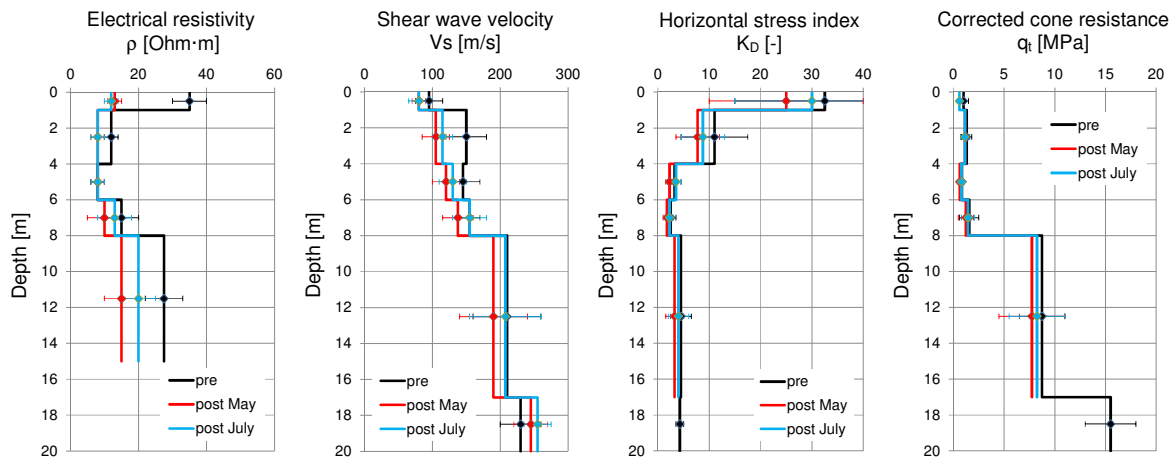 Electrical resistivity
ρ [Ohm·m]
0 20 40 60
Depth [m]
0
2
4
6
8
10
12
14
16
18
20
pre
post May
post July
Shear wave velocity
Vs [m/s]
0 100 200 300
Depth [m]
0
2
4
6
8
10
12
14
16
18
20
pre
post May
post July
Horizontal stress index
KD [-]
0 10 20 30 40
Depth [m]
0
2
4
6
8
10
12
14
16
18
20
pre
post May
post July
Corrected cone resistance
qt [MPa]
0 5 10 15 20
Depth [m]
0
2
4
6
8
10
12
14
16
18
20
pre
post May
post July